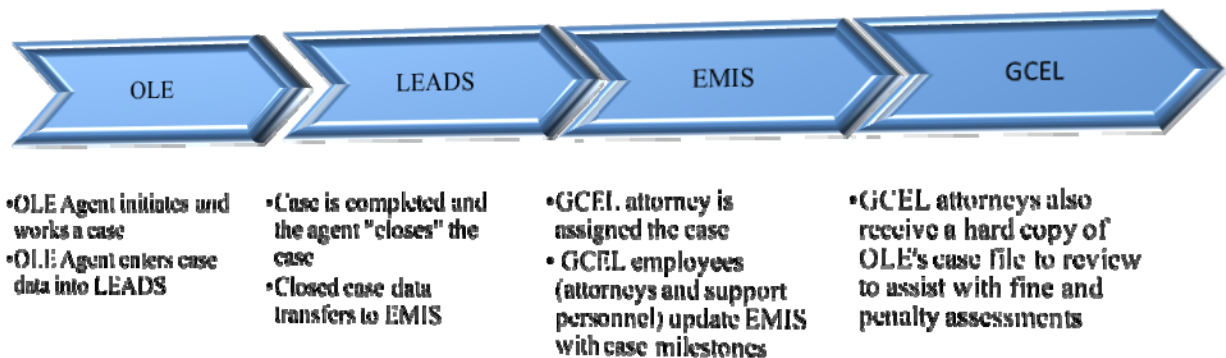 OLE
LEADS
EMIS
GCEL
•OLE Agent initiates and
works a case
•OLE Agent enters case
data into LEADS
•Case is completed and
the agent "closes" the
case
•Closed case data
transfers to EMIS
•GCEL attorney is
assigned the case
• GCEL employees
(attorneys and support
personnel) update EMIS
with case milestones
•GCEL attorneys also
receive a hard copy of
OLE's case file to review
to assist with fine and
penalty assessments